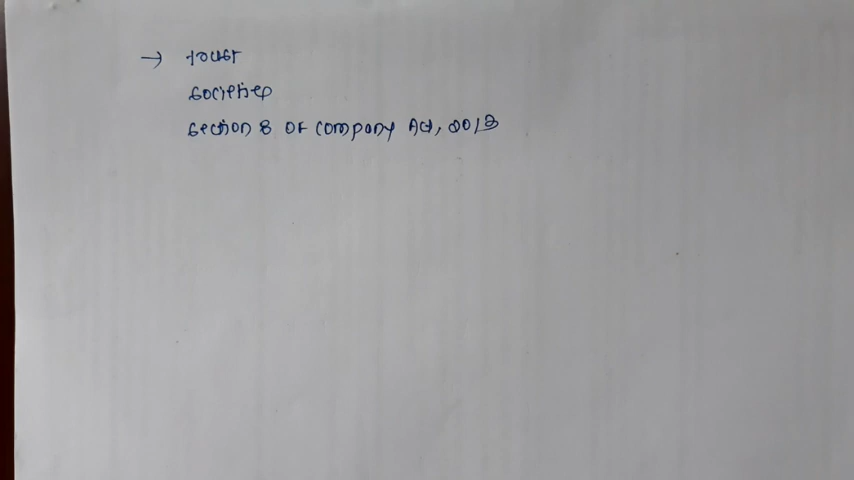 → Trust
Societies
Section 8 of Company Act, 2013